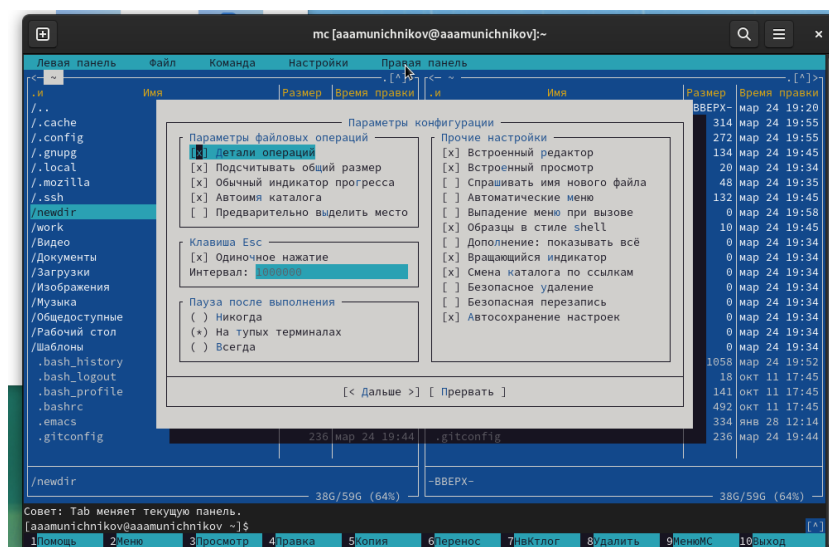 mc [aaamunichnikov@aaamunichnikov]:~
Левая панель Файл Команда Настройки Правая панель
<- ~ .[^]> <- ~ .[^]>
.и Имя Размер Время правки .и Имя Размер Время правки
/.. ВВЕРХ- мар 24 19:20
/.cache 314 мар 24 19:55
/.config 272 мар 24 19:55
/.gnupg 134 мар 24 19:45
/.local 20 мар 24 19:34
/.mozilla 48 мар 24 19:35
/.ssh 132 мар 24 19:45
/newdir 0 мар 24 19:58
/work 10 мар 24 19:45
/Видео 0 мар 24 19:34
/Документы 0 мар 24 19:34
/Загрузки 0 мар 24 19:34
/Изображения 0 мар 24 19:34
/Музыка 0 мар 24 19:34
/Общедоступные 0 мар 24 19:34
/Рабочий стол 0 мар 24 19:34
/Шаблоны 0 мар 24 19:34
.bash_history 1058 мар 24 19:52
.bash_logout 18 окт 11 17:45
.bash_profile 141 окт 11 17:45
.bashrc 492 окт 11 17:45
.emacs 334 янв 28 12:14
.gitconfig 236 мар 24 19:44 .gitconfig 236 мар 24 19:44
Параметры конфигурации
Параметры файловых операций
[x] Детали операций
[x] Подсчитывать общий размер
[x] Обычный индикатор прогресса
[x] Автоимя каталога
[ ] Предварительно выделить место
Клавиша Esc
[x] Одиночное нажатие
Интервал: 1000000
Пауза после выполнения
( ) Никогда
(*) На тупых терминалах
( ) Всегда
Прочие настройки
[x] Встроенный редактор
[x] Встроенный просмотр
[ ] Спрашивать имя нового файла
[ ] Автоматические меню
[ ] Выпадение меню при вызове
[x] Образцы в стиле shell
[ ] Дополнение: показывать всё
[x] Вращающийся индикатор
[x] Смена каталога по ссылкам
[ ] Безопасное удаление
[ ] Безопасная перезапись
[x] Автосохранение настроек
[< Дальше >] [ Прервать ]
/newdir -ВВЕРХ-
38G/59G (64%) 38G/59G (64%)
Совет: Tab меняет текущую панель.
[aaamunichnikov@aaamunichnikov ~]$ [^]
1Помощь 2Меню 3Просмотр 4Правка 5Копия 6Перенос 7НвКтлог 8Удалить 9МенюМС 10Выход